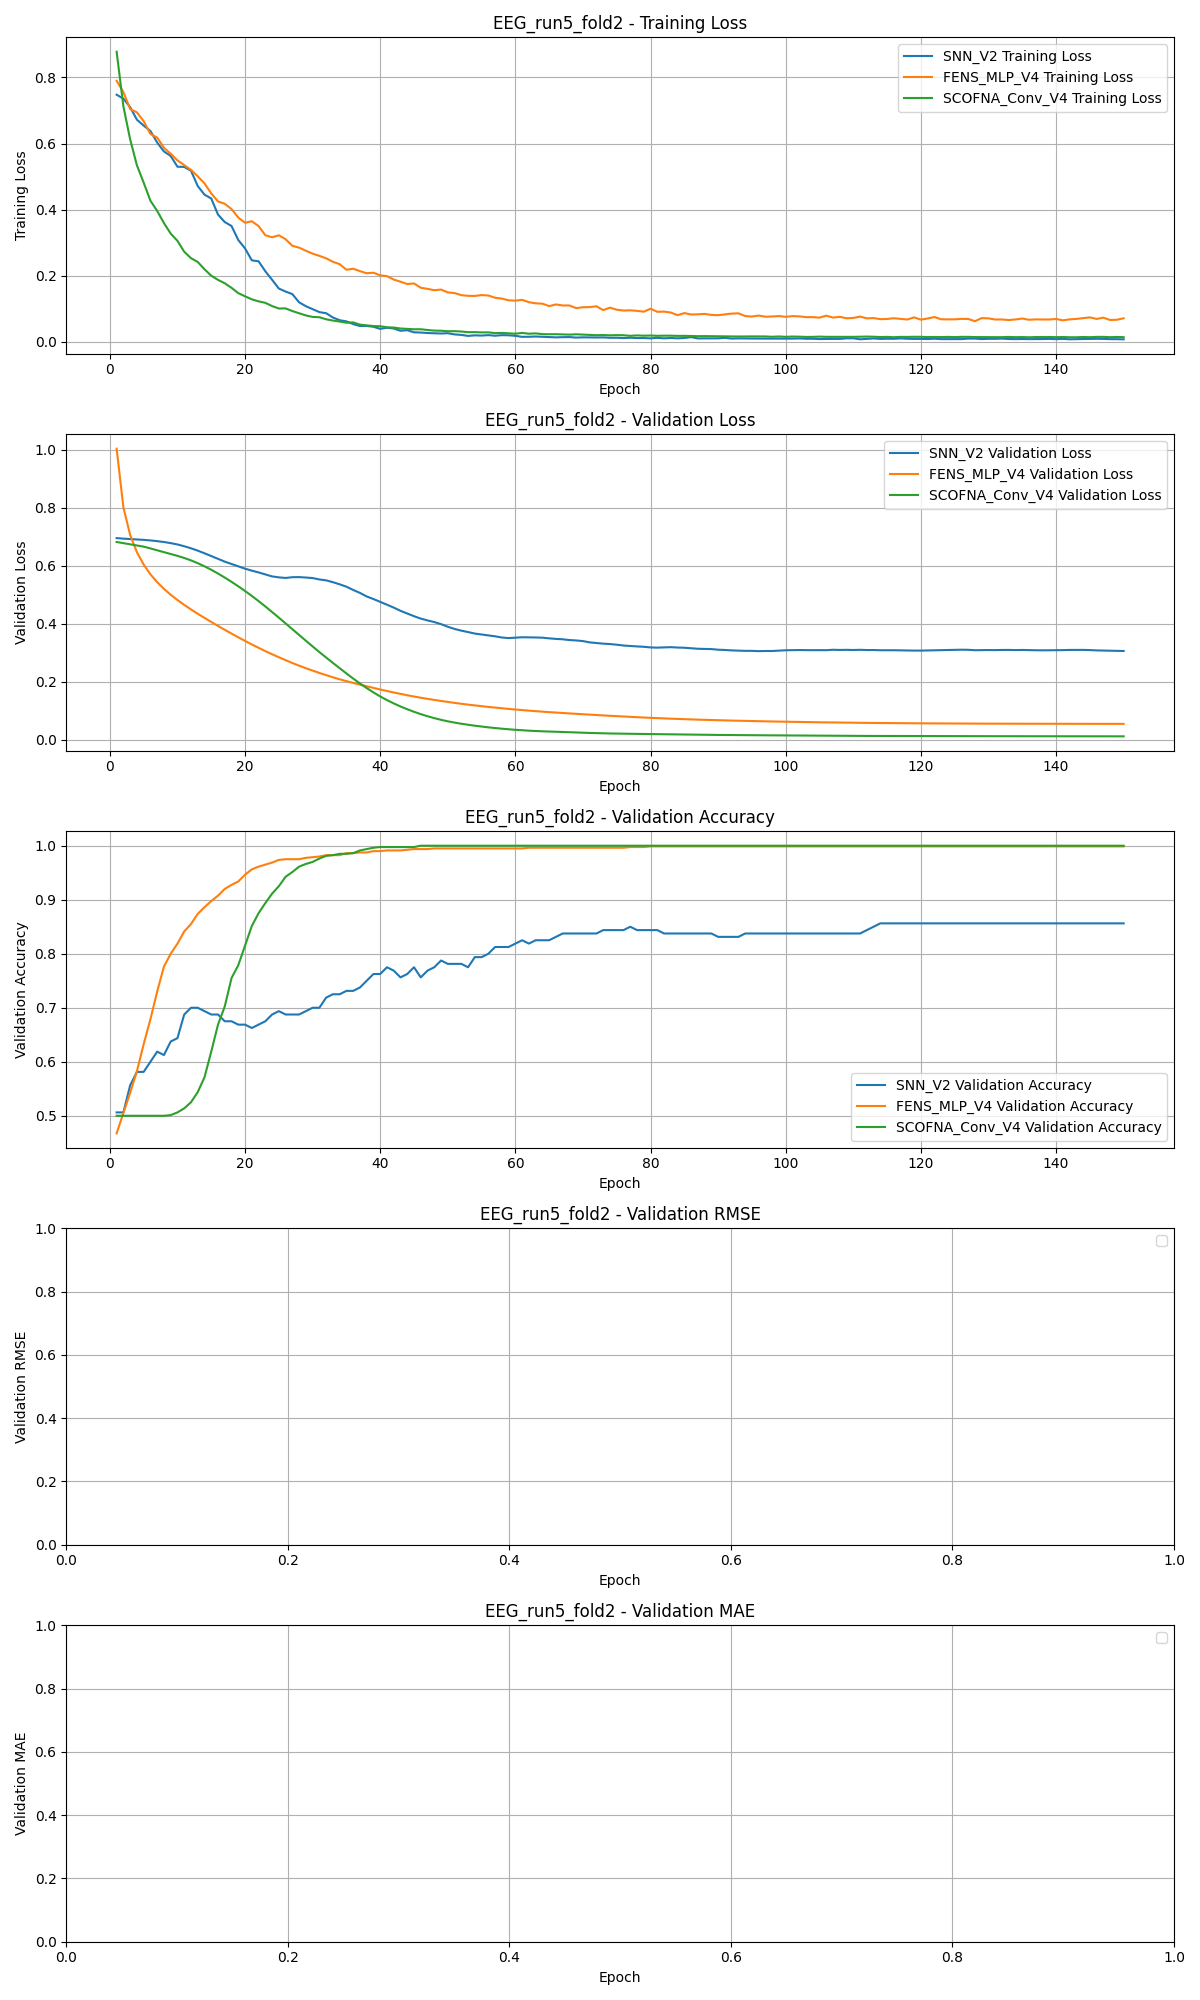 EEG_run5_fold2 - Training Loss
SNN_V2 Training Loss
FENS_MLP_V4 Training Loss
SCOFNA_Conv_V4 Training Loss
Training Loss
0.8
0.6
0.4
0.2
0.0
0 20 40 60 80 100 120 140
Epoch
EEG_run5_fold2 - Validation Loss
SNN_V2 Validation Loss
FENS_MLP_V4 Validation Loss
SCOFNA_Conv_V4 Validation Loss
Validation Loss
1.0
0.8
0.6
0.4
0.2
0.0
0 20 40 60 80 100 120 140
Epoch
EEG_run5_fold2 - Validation Accuracy
Validation Accuracy
1.0
0.9
0.8
0.7
0.6
0.5
SNN_V2 Validation Accuracy
FENS_MLP_V4 Validation Accuracy
SCOFNA_Conv_V4 Validation Accuracy
0 20 40 60 80 100 120 140
Epoch
EEG_run5_fold2 - Validation RMSE
Validation RMSE
1.0
0.8
0.6
0.4
0.2
0.0
0.0 0.2 0.4 0.6 0.8 1.0
Epoch
EEG_run5_fold2 - Validation MAE
Validation MAE
1.0
0.8
0.6
0.4
0.2
0.0
0.0 0.2 0.4 0.6 0.8 1.0
Epoch